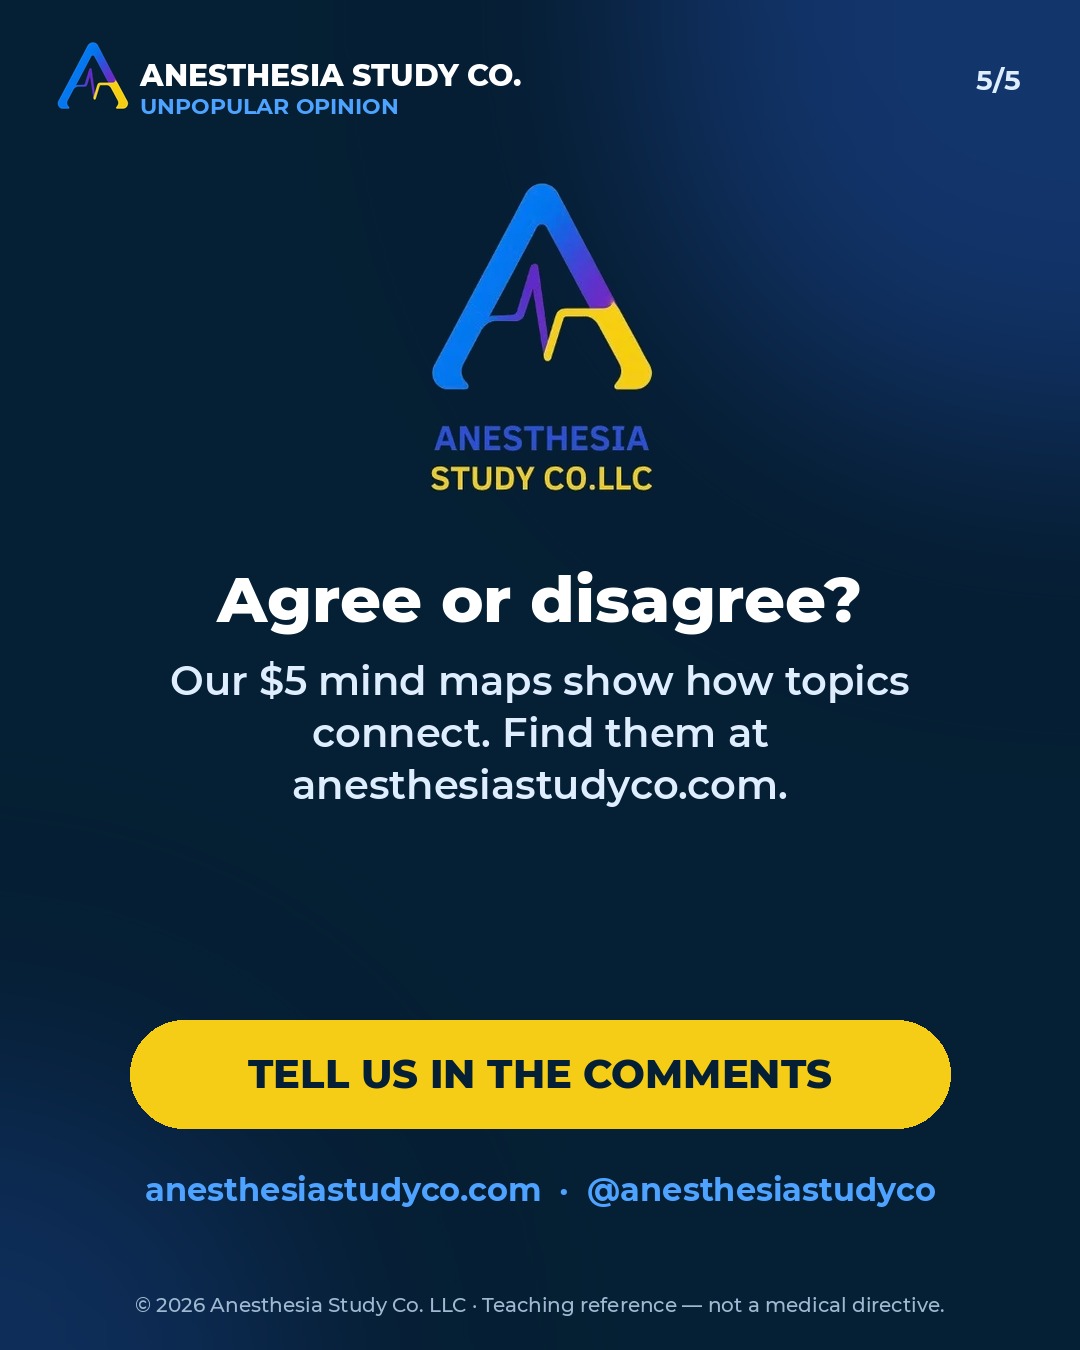 ANESTHESIA STUDY CO.
UNPOPULAR OPINION
5/5
ANESTHESIA
STUDY CO.LLC
Agree or disagree?
Our $5 mind maps show how topics
connect. Find them at
anesthesiastudyco.com.
TELL US IN THE COMMENTS
anesthesiastudyco.com · @anesthesiastudyco
© 2026 Anesthesia Study Co. LLC · Teaching reference — not a medical directive.